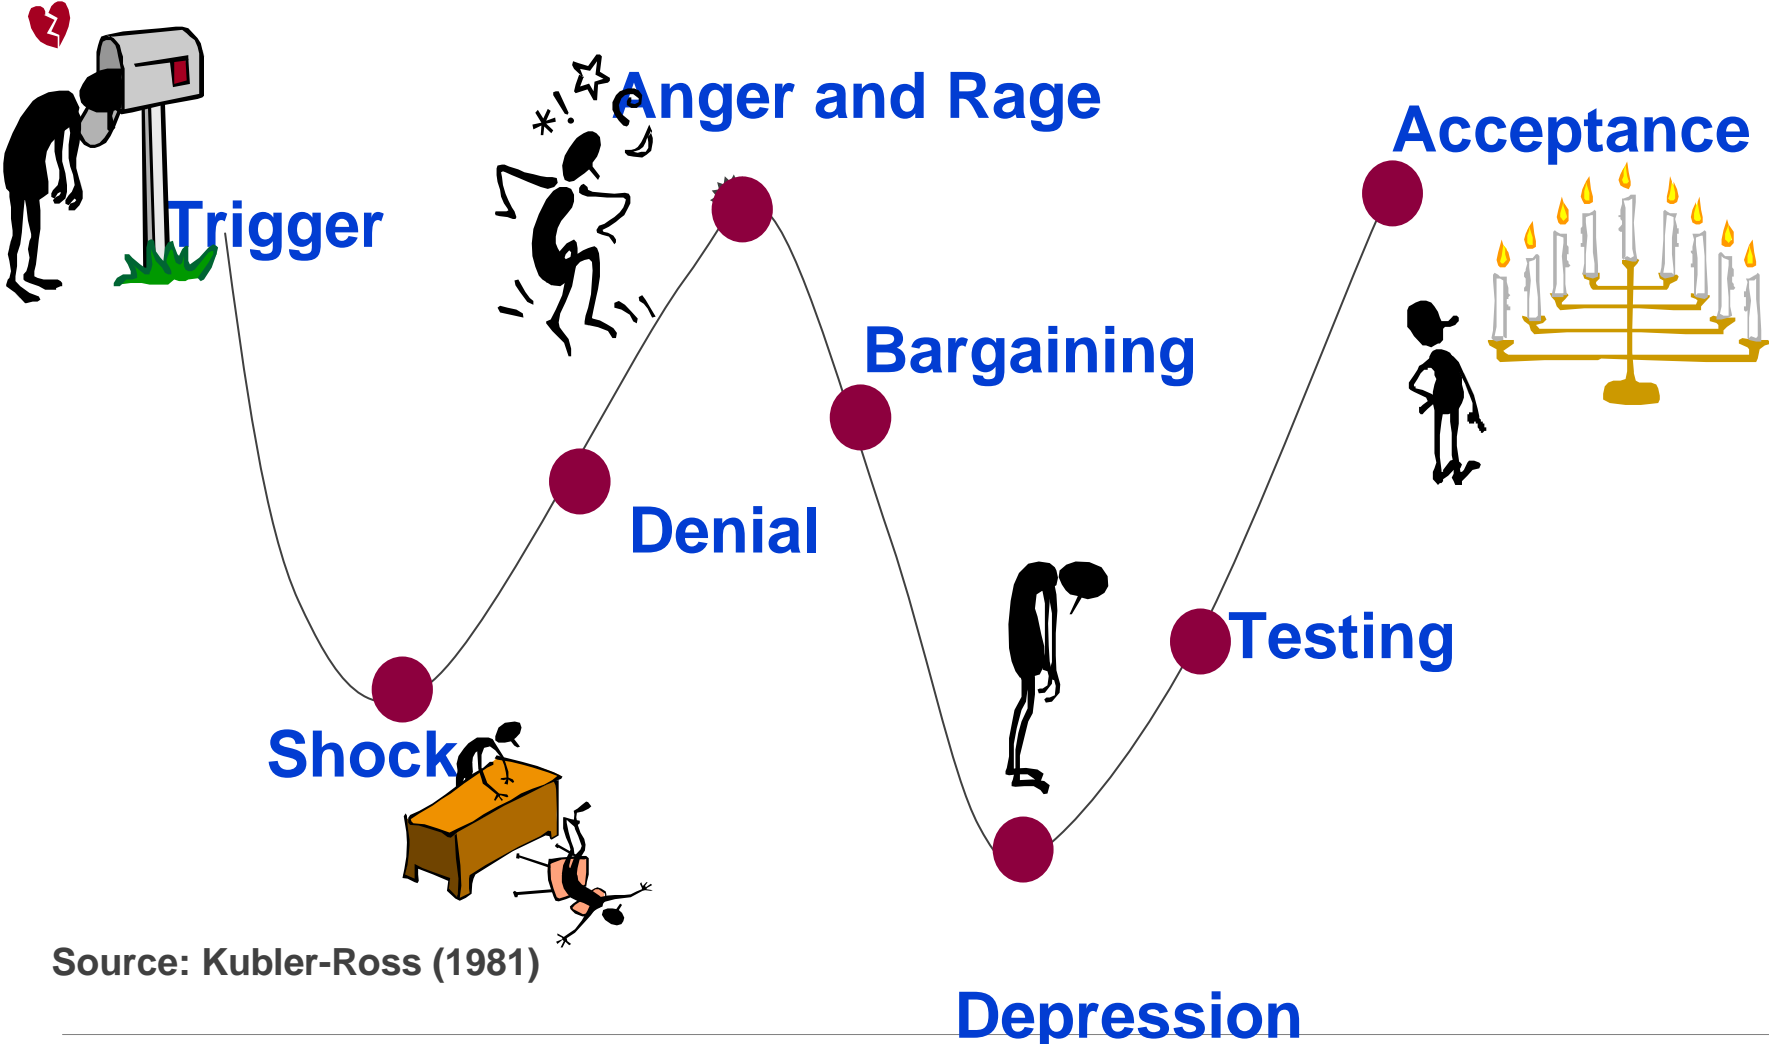 Anger and Rage
Acceptance
Trigger
*!
Bargaining
Denial
Testing
Shock
Source: Kubler-Ross (1981)
Depression